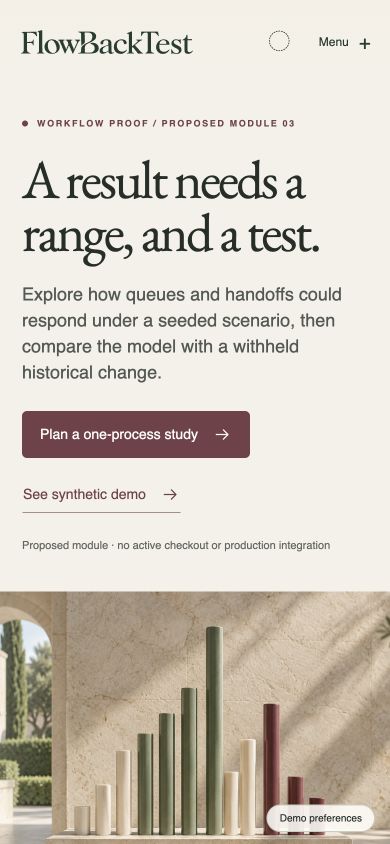 FlowBackTest
Menu +
WORKFLOW PROOF / PROPOSED MODULE 03
A result needs a
range, and a test.
Explore how queues and handoffs could
respond under a seeded scenario, then
compare the model with a withheld
historical change.
Plan a one-process study →
See synthetic demo →
Proposed module · no active checkout or production integration
Demo preferences